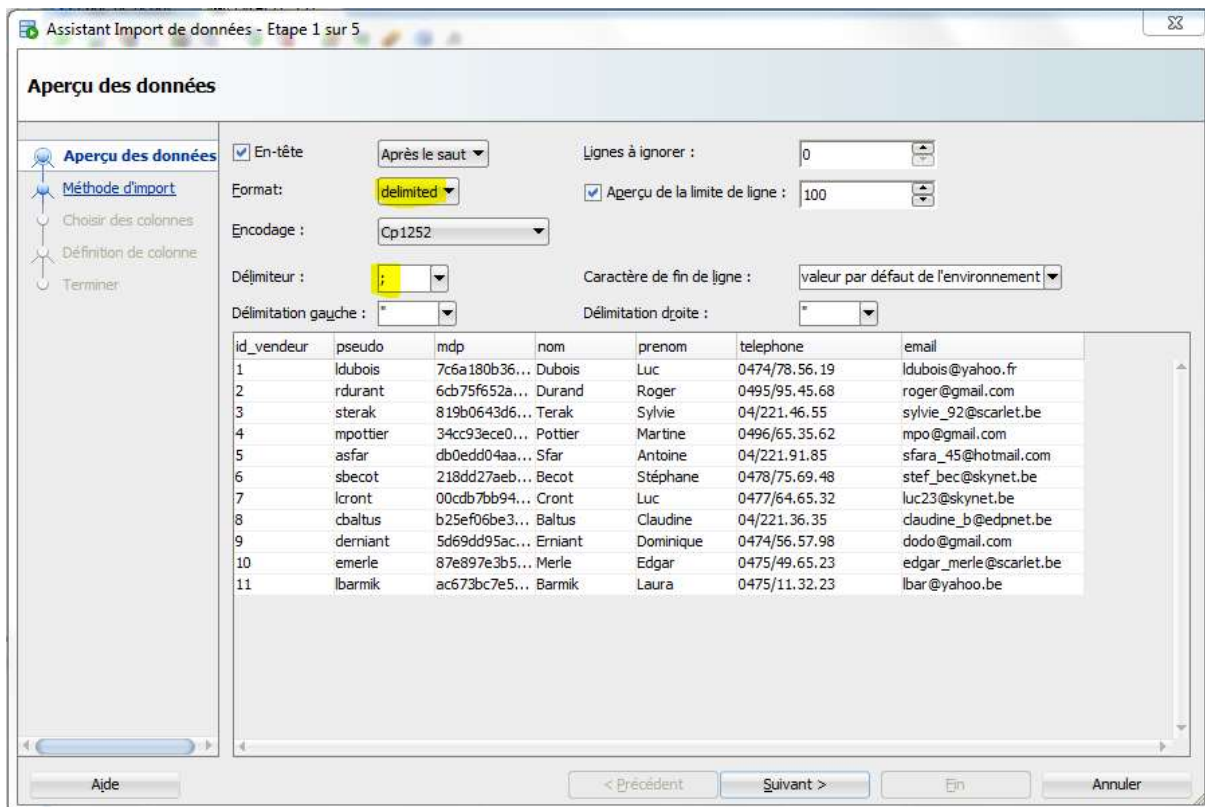 Assistant Import de données - Etape 1 sur 5
Aperçu des données
Aperçu des données
Méthode d'import
Choisir des colonnes
Définition de colonne
Terminer
En-tête Après le saut Lignes à ignorer : 0
Format: delimited Aperçu de la limite de ligne : 100
Encodage : Cp1252
Délimiteur : ; Caractère de fin de ligne : valeur par défaut de l'environnement
Délimitation gauche : " Délimitation droite : "
id_vendeur pseudo mdp nom prenom telephone email
1 ldubois 7c6a180b36... Dubois Luc 0474/78.56.19 ldubois@yahoo.fr
2 rdurant 6cb75f652a... Durand Roger 0495/95.45.68 roger@gmail.com
3 sterak 819b0643d6... Terak Sylvie 04/221.46.55 sylvie_92@scarlet.be
4 mpottier 34cc93ece0... Pottier Martine 0496/65.35.62 mpo@gmail.com
5 asfar db0edd04aa... Sfar Antoine 04/221.91.85 sfara_45@hotmail.com
6 sbecot 218dd27aeb... Becot Stéphane 0478/75.69.48 stef_bec@skynet.be
7 lcront 00cdb7bb94... Cront Luc 0477/64.65.32 luc23@skynet.be
8 cbaltus b25ef06be3... Baltus Claudine 04/221.36.35 claudine_b@edpnet.be
9 derniant 5d69dd95ac... Erniant Dominique 0474/56.57.98 dodo@gmail.com
10 emerle 87e897e3b5... Merle Edgar 0475/49.65.23 edgar_merle@scarlet.be
11 lbarmik ac673bc7e5... Barmik Laura 0475/11.32.23 lbar@yahoo.be
Aide < Précédent Suivant > Fin Annuler